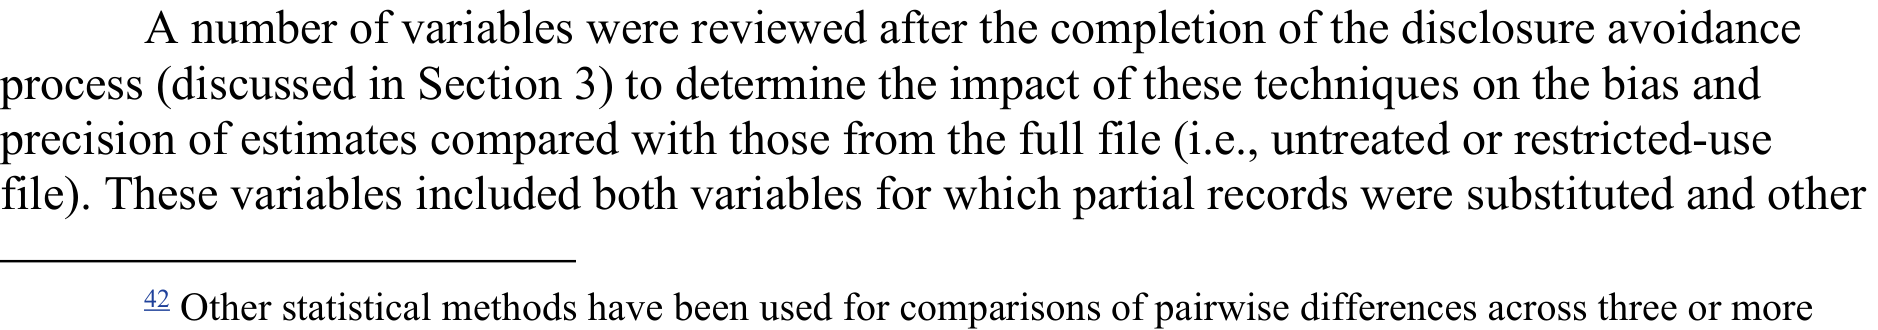 A number of variables were reviewed after the completion of the disclosure avoidance
process (discussed in Section 3) to determine the impact of these techniques on the bias and
precision of estimates compared with those from the full file (i.e., untreated or restricted-use
file). These variables included both variables for which partial records were substituted and other
42 Other statistical methods have been used for comparisons of pairwise differences across three or more